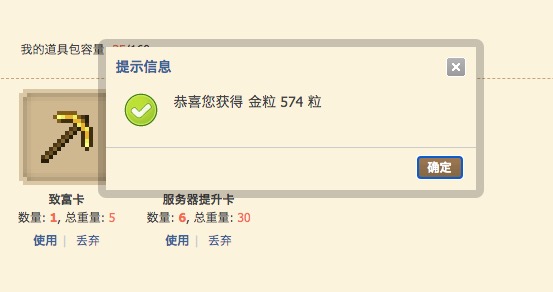 我的道具包容量
提示信息
恭喜您获得 金粒 574 粒
确定
致富卡
服务器提升卡
数量: 1, 总重量: 5
数量: 6, 总重量: 30
使用 | 丢弃
使用 | 丢弃